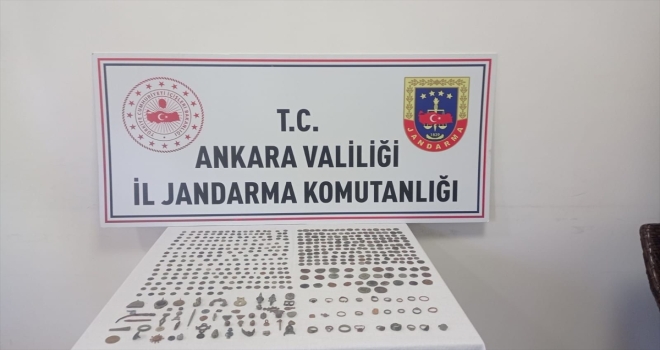 T.C.
ANKARA VALİLİĞİ
İL JANDARMA KOMUTANLIĞI
JANDARMA